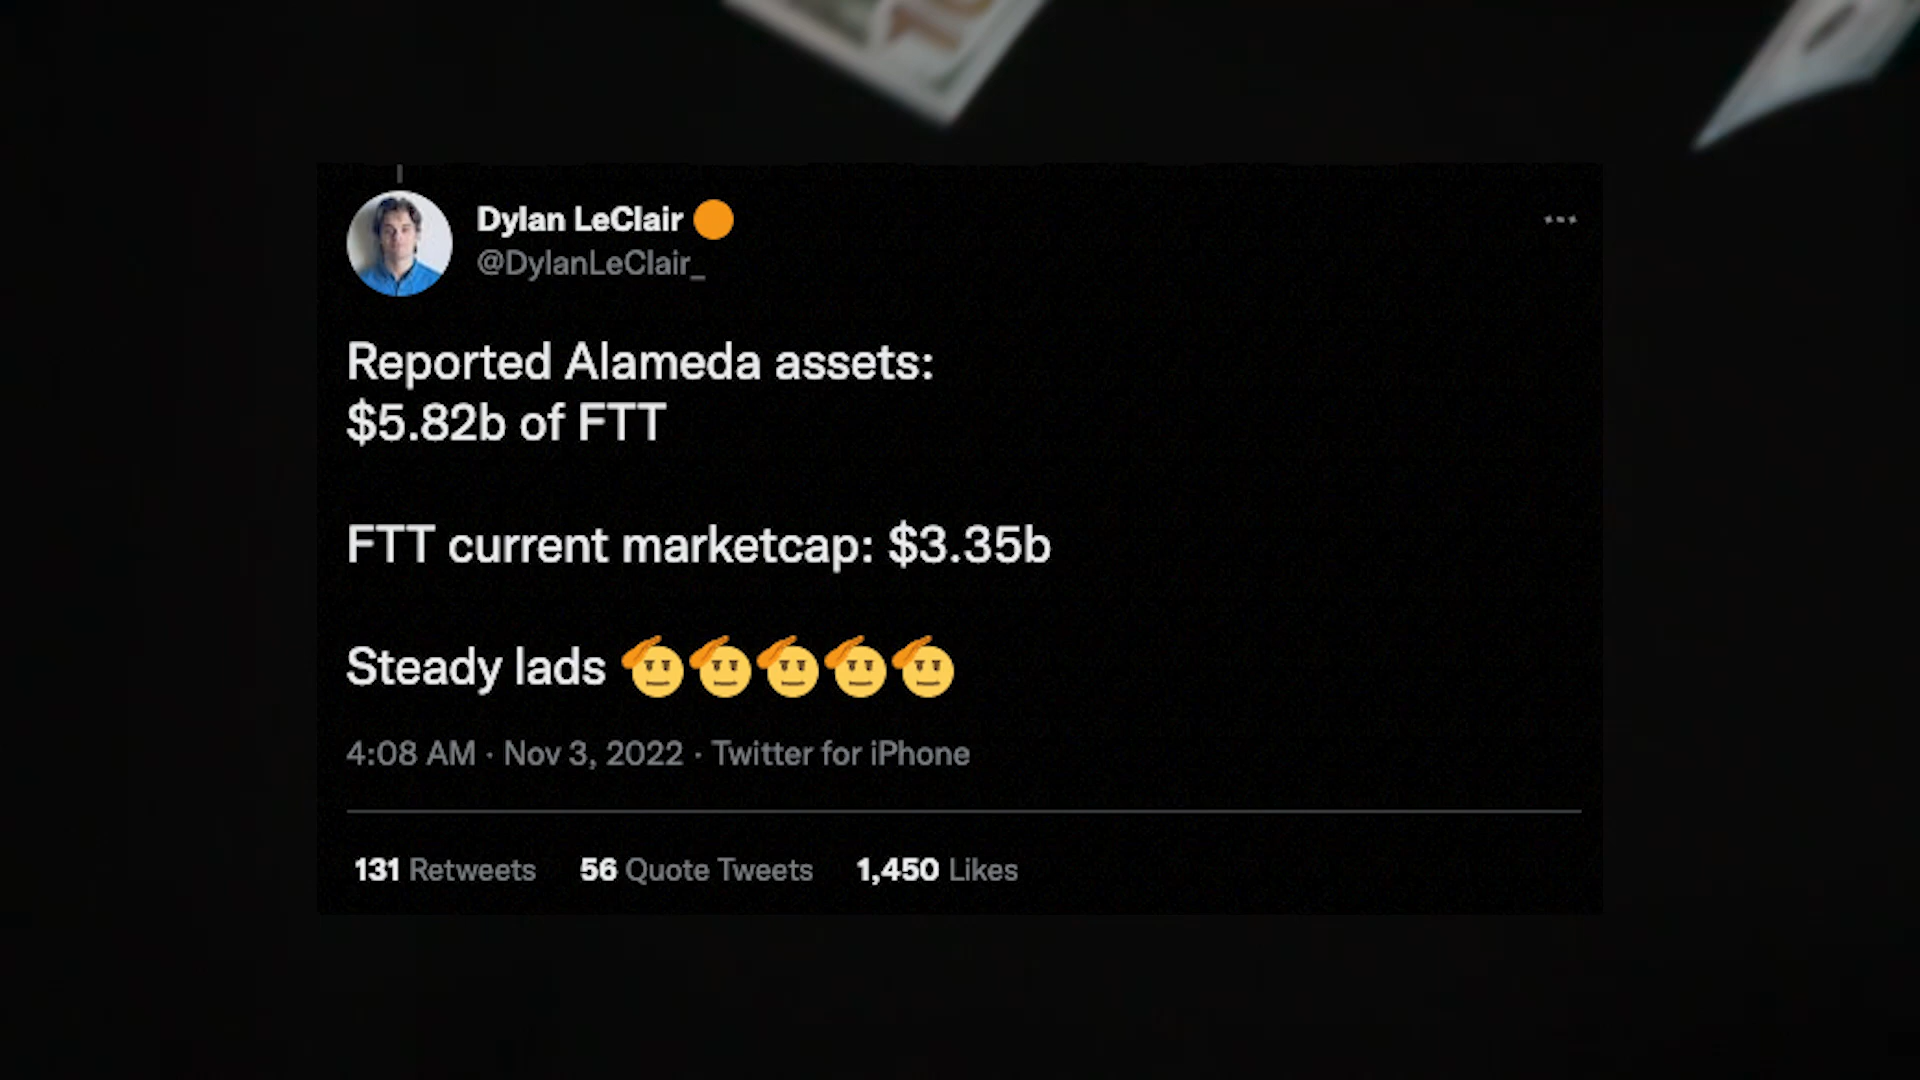 Dylan LeClair
@DylanLeClair_
Reported Alameda assets:
$5.82b of FTT
FTT current marketcap: $3.35b
Steady lads 🫡🫡🫡🫡🫡
4:08 AM · Nov 3, 2022 · Twitter for iPhone
131 Retweets 56 Quote Tweets 1,450 Likes